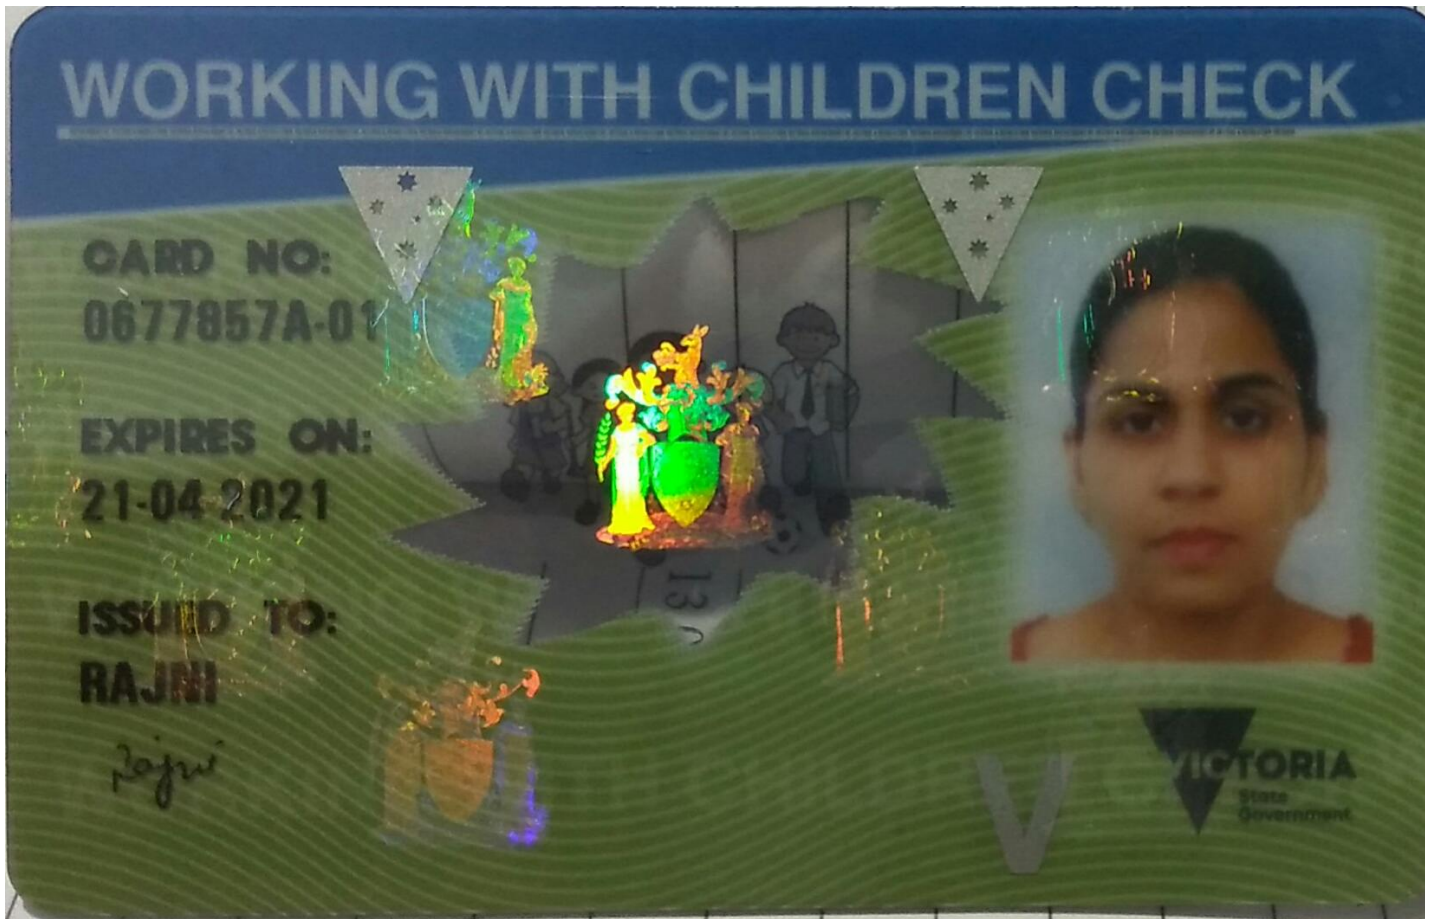 WORKING WITH CHILDREN CHECK
CARD NO:
0677857A-01
EXPIRES ON:
21-04-2021
ISSUED TO:
RAJNI
Rajni
13
V
VICTORIA
State
Government